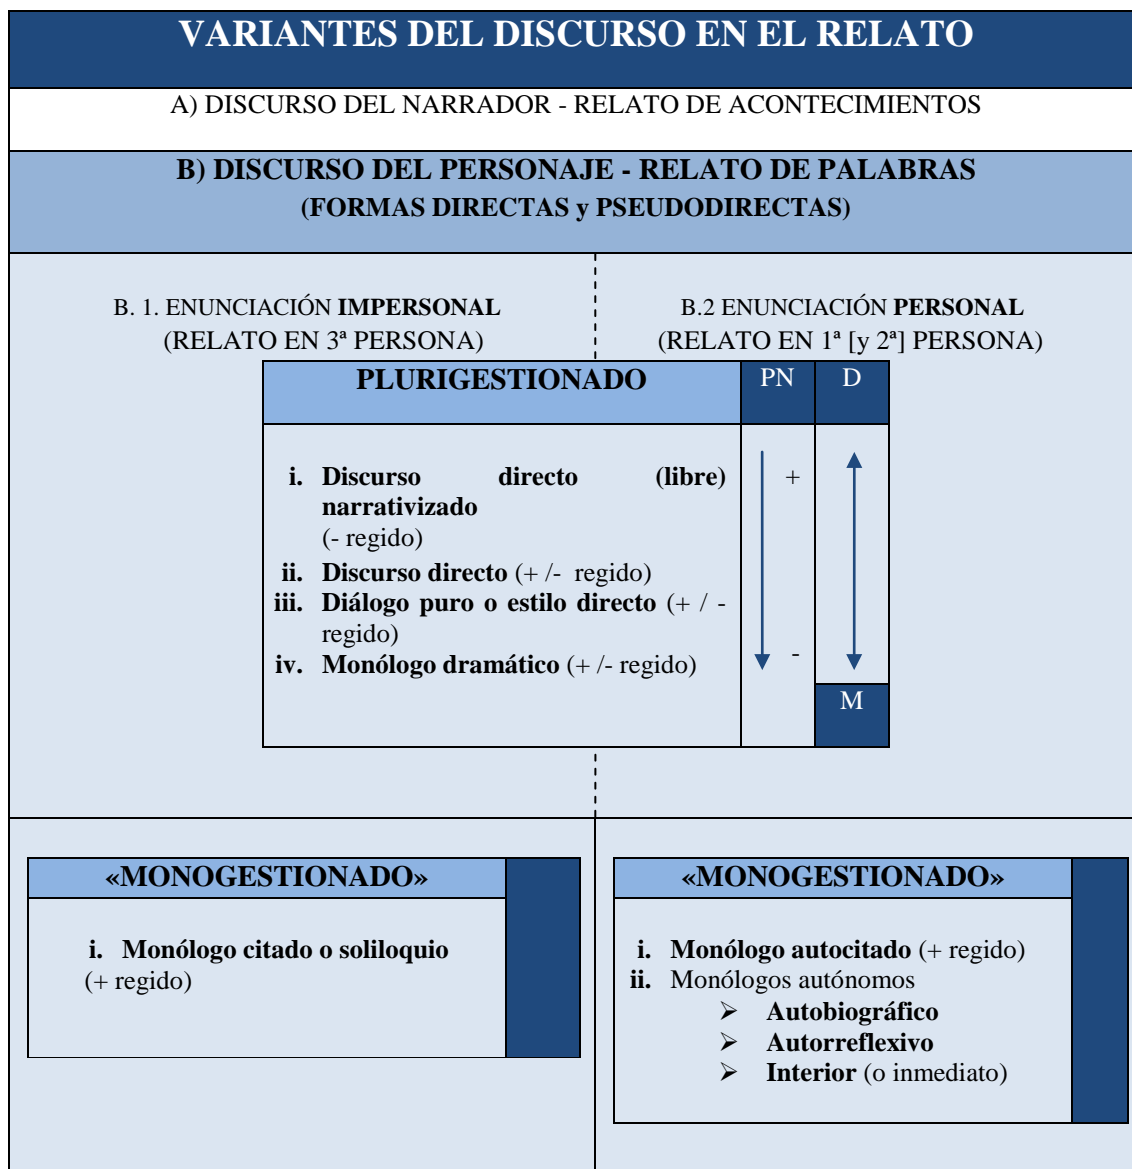 VARIANTES DEL DISCURSO EN EL RELATO
A) DISCURSO DEL NARRADOR - RELATO DE ACONTECIMIENTOS
B) DISCURSO DEL PERSONAJE - RELATO DE PALABRAS
(FORMAS DIRECTAS y PSEUDODIRECTAS)
B. 1. ENUNCIACIÓN IMPERSONAL
(RELATO EN 3ª PERSONA)
B.2 ENUNCIACIÓN PERSONAL
(RELATO EN 1ª [y 2ª] PERSONA)
PLURIGESTIONADO
PN
D
i. Discurso directo (libre)
narrativizado
(- regido)
ii. Discurso directo (+ /- regido)
iii. Diálogo puro o estilo directo (+ / -
regido)
iv. Monólogo dramático (+ /- regido)
+
-
M
«MONOGESTIONADO»
i. Monólogo citado o soliloquio
(+ regido)
«MONOGESTIONADO»
i. Monólogo autocitado (+ regido)
ii. Monólogos autónomos
➢ Autobiográfico
➢ Autorreflexivo
➢ Interior (o inmediato)